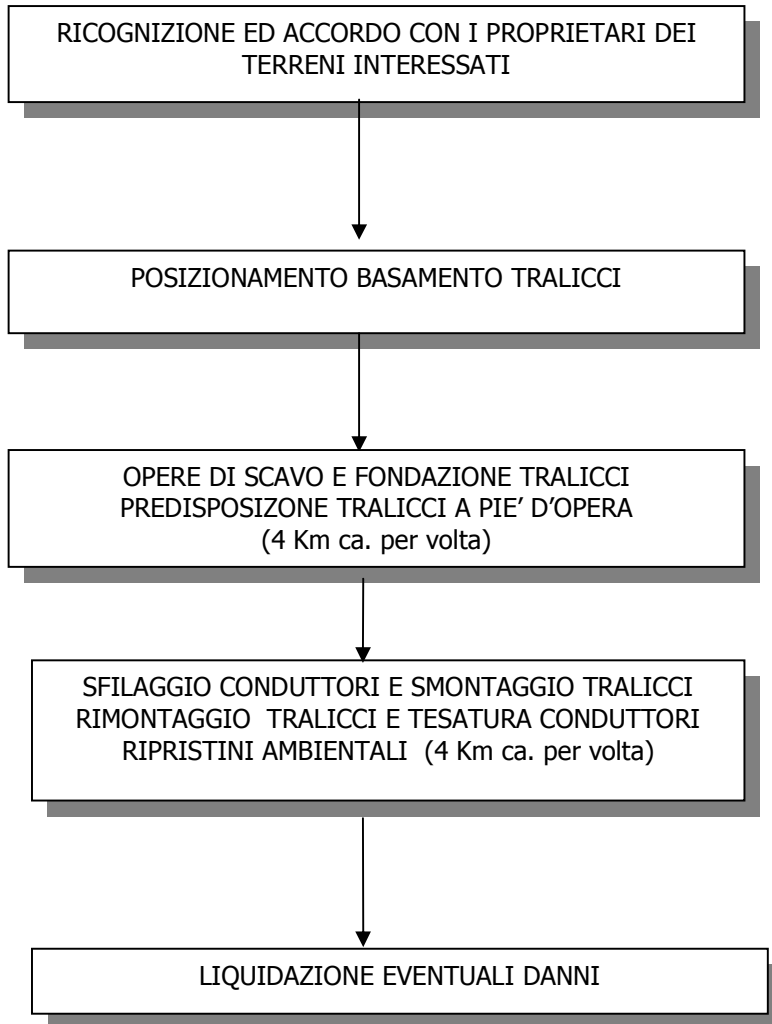 RICOGNIZIONE ED ACCORDO CON I PROPRIETARI DEI
TERRENI INTERESSATI
POSIZIONAMENTO BASAMENTO TRALICCI
OPERE DI SCAVO E FONDAZIONE TRALICCI
PREDISPOSIZONE TRALICCI A PIE’ D’OPERA
(4 Km ca. per volta)
SFILAGGIO CONDUTTORI E SMONTAGGIO TRALICCI
RIMONTAGGIO TRALICCI E TESATURA CONDUTTORI
RIPRISTINI AMBIENTALI (4 Km ca. per volta)
LIQUIDAZIONE EVENTUALI DANNI